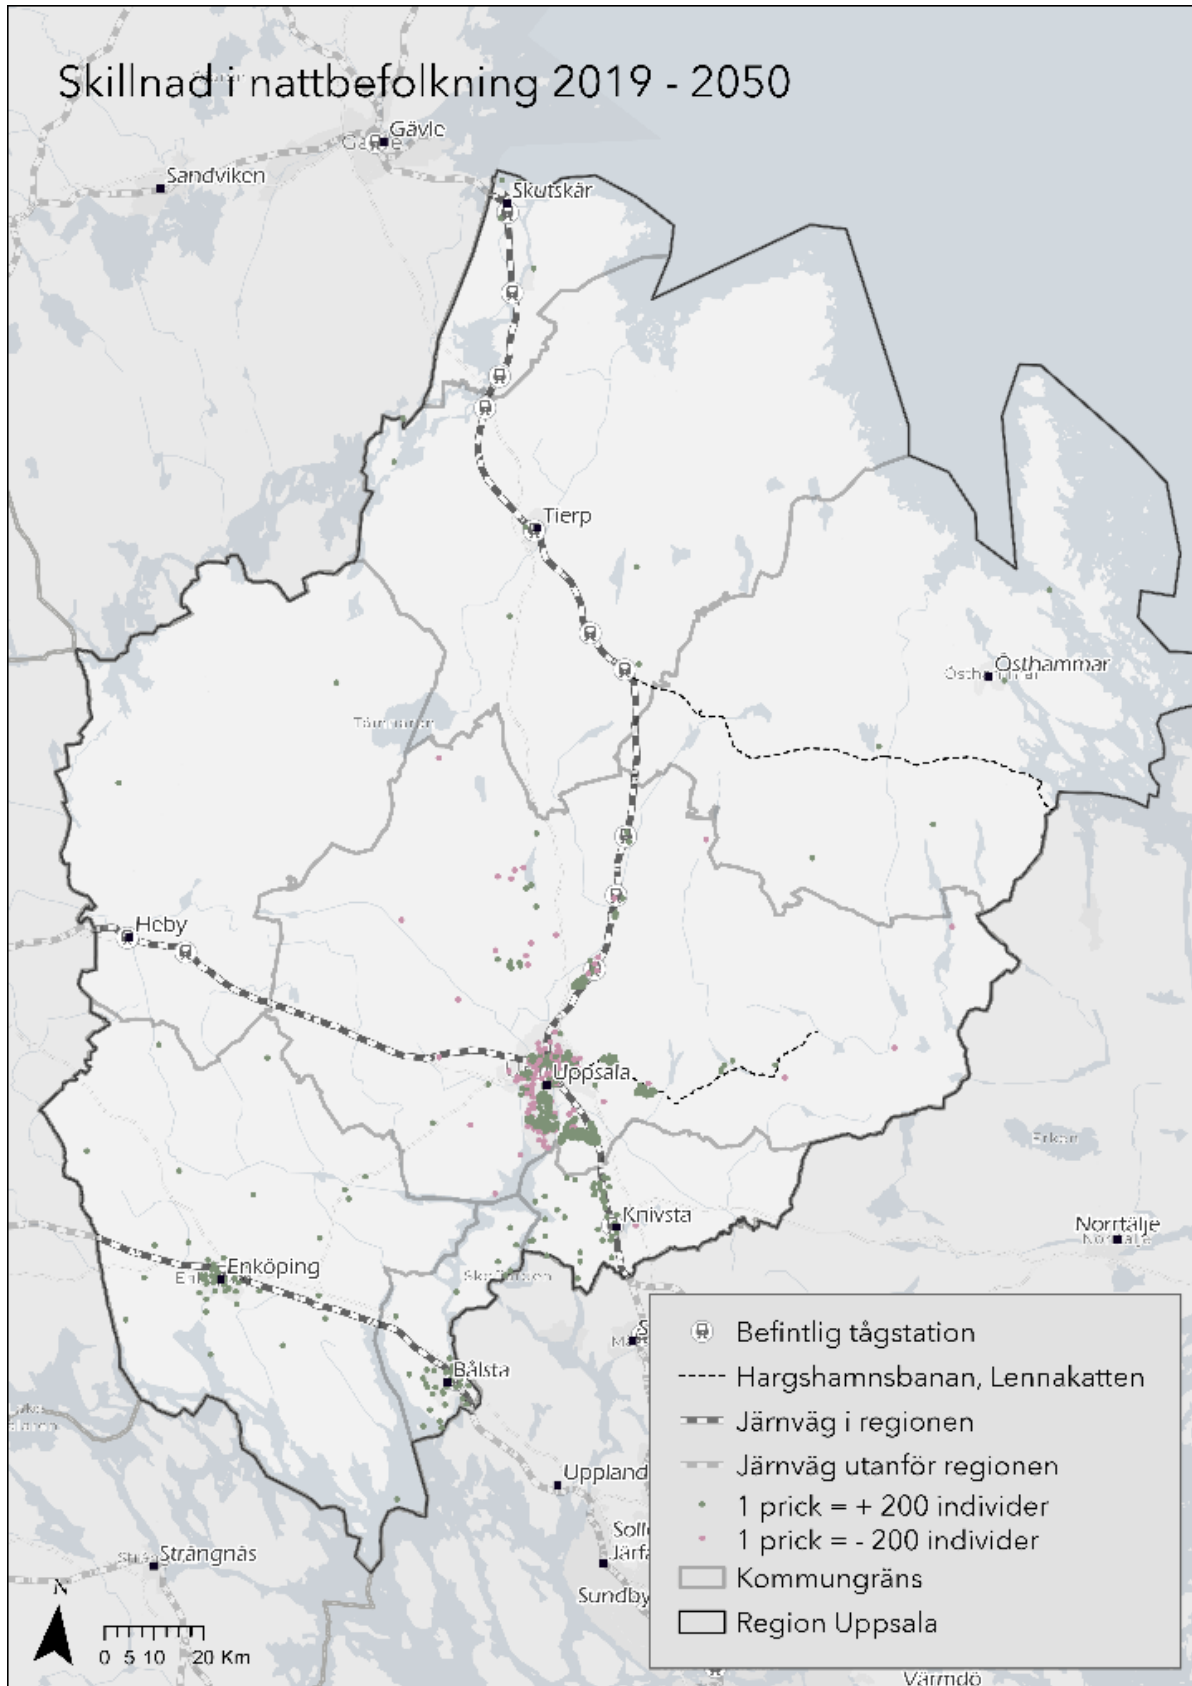 Skillnad i nattbefolkning 2019 - 2050
Gävle
Sandviken
Skutskär
Tierp
Östhammar
Heby
Uppsala
Knivsta
Norrtälje
Enköping
Bålsta
Erken
Strängnäs
Värmdö
Befintlig tågstation
Hargshamnsbanan, Lennakatten
Järnväg i regionen
Järnväg utanför regionen
1 prick = + 200 individer
1 prick = - 200 individer
Kommungräns
Region Uppsala
N
0 5 10 20 Km